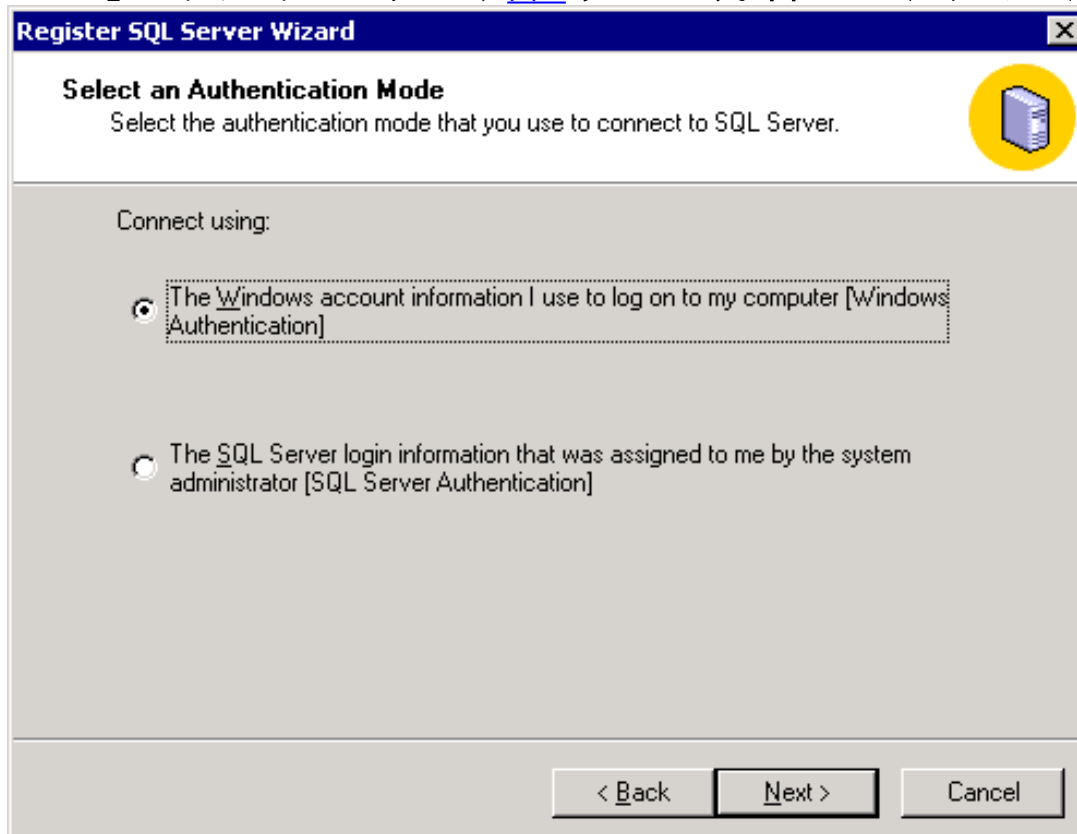 Register SQL Server Wizard
Select an Authentication Mode
Select the authentication mode that you use to connect to SQL Server.
Connect using:
The Windows account information I use to log on to my computer [Windows
Authentication]
The SQL Server login information that was assigned to me by the system
administrator [SQL Server Authentication]
< Back
Next >
Cancel